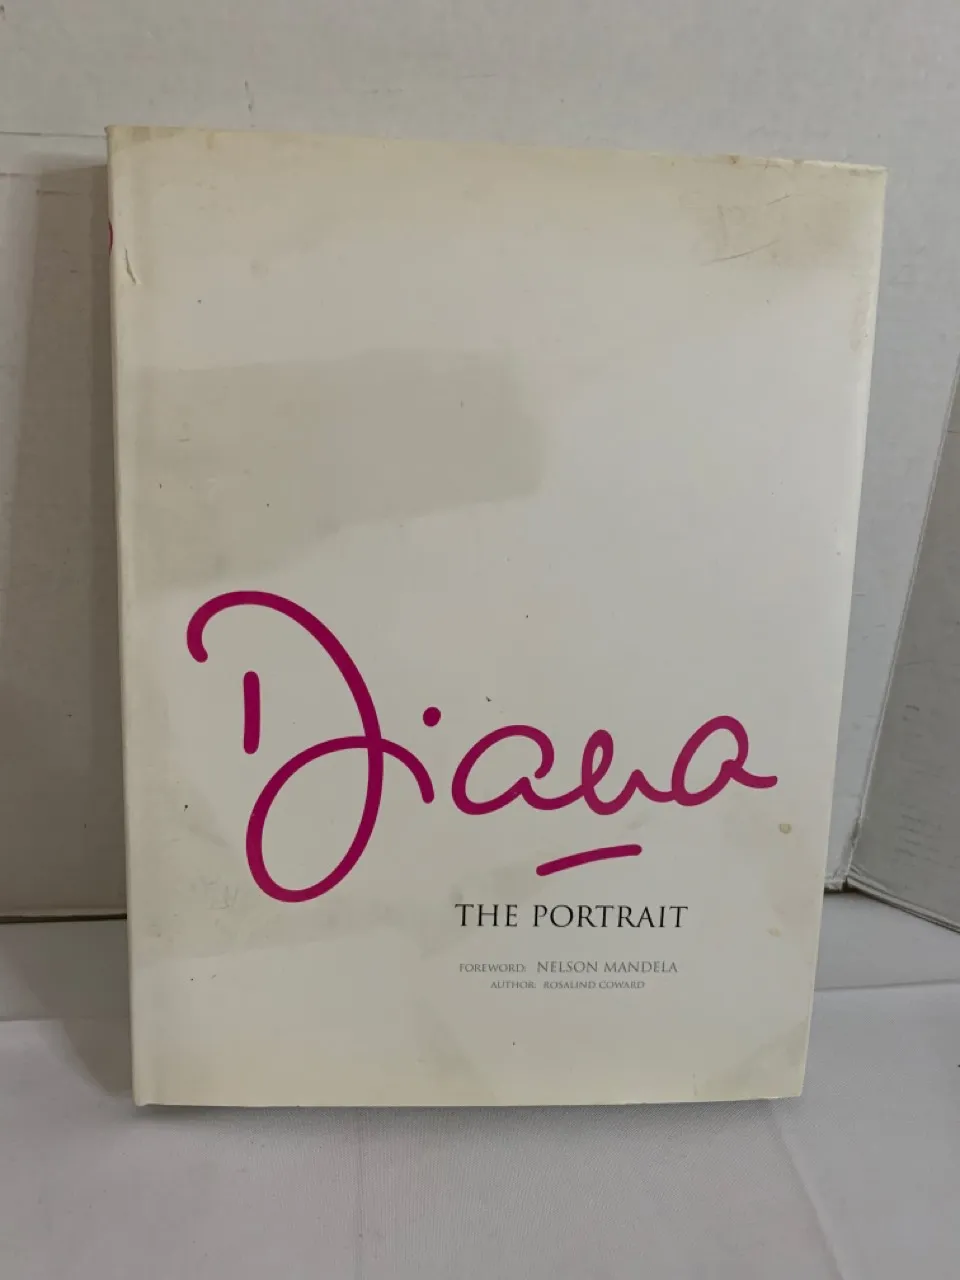 Diana
THE PORTRAIT
FOREWORD: NELSON MANDELA
AUTHOR: ROSALIND COWARD